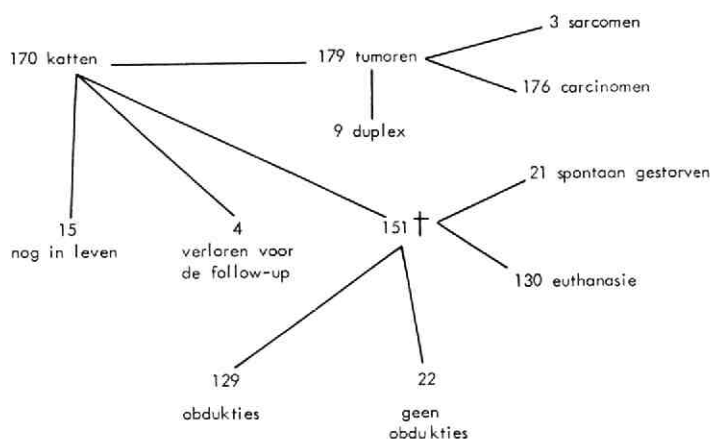 3 sarcomen
170 katten
179 tumoren
176 carcinomen
9 duplex
21 spontaan gestorven
15
nog in leven
4
verloren voor
de follow-up
151 †
130 euthanasie
129
obdukties
22
geen
obdukties